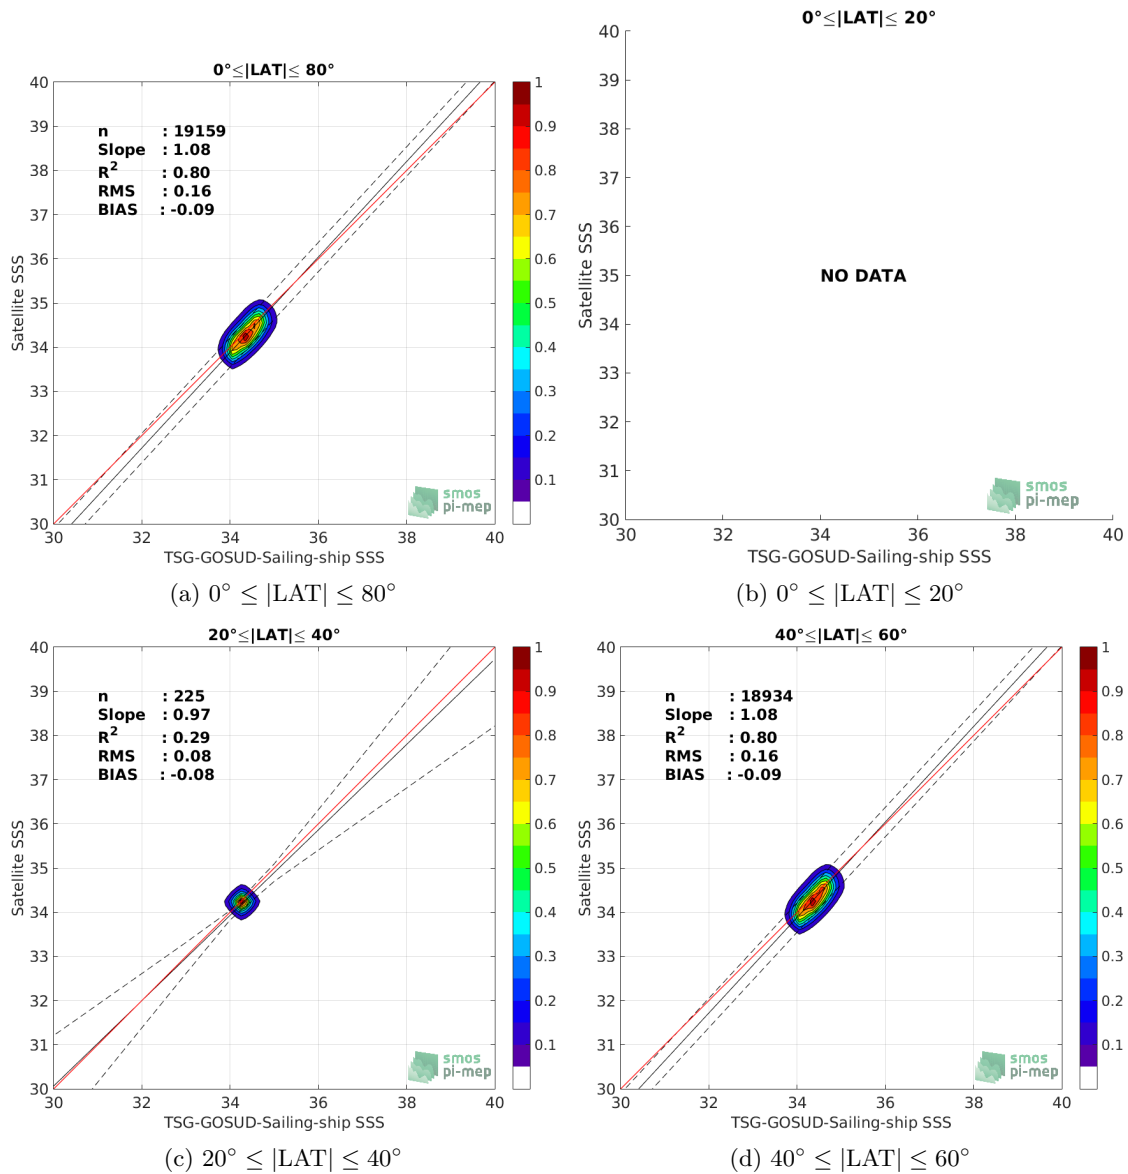 0°≤|LAT|≤ 80°
40
39
38
37
36
35
34
33
32
31
30
Satellite SSS
n : 19159
Slope : 1.08
R² : 0.80
RMS : 0.16
BIAS : -0.09
smos
pi-mep
30 32 34 36 38 40
TSG-GOSUD-Sailing-ship SSS
1
0.9
0.8
0.7
0.6
0.5
0.4
0.3
0.2
0.1
(a) 0° ≤ |LAT| ≤ 80°
0°≤|LAT|≤ 20°
40
39
38
37
36
35
34
33
32
31
30
Satellite SSS
NO DATA
smos
pi-mep
30 32 34 36 38 40
TSG-GOSUD-Sailing-ship SSS
(b) 0° ≤ |LAT| ≤ 20°
20°≤|LAT|≤ 40°
40
39
38
37
36
35
34
33
32
31
30
Satellite SSS
n : 225
Slope : 0.97
R² : 0.29
RMS : 0.08
BIAS : -0.08
smos
pi-mep
30 32 34 36 38 40
TSG-GOSUD-Sailing-ship SSS
1
0.9
0.8
0.7
0.6
0.5
0.4
0.3
0.2
0.1
(c) 20° ≤ |LAT| ≤ 40°
40°≤|LAT|≤ 60°
40
39
38
37
36
35
34
33
32
31
30
Satellite SSS
n : 18934
Slope : 1.08
R² : 0.80
RMS : 0.16
BIAS : -0.09
smos
pi-mep
30 32 34 36 38 40
TSG-GOSUD-Sailing-ship SSS
1
0.9
0.8
0.7
0.6
0.5
0.4
0.3
0.2
0.1
(d) 40° ≤ |LAT| ≤ 60°